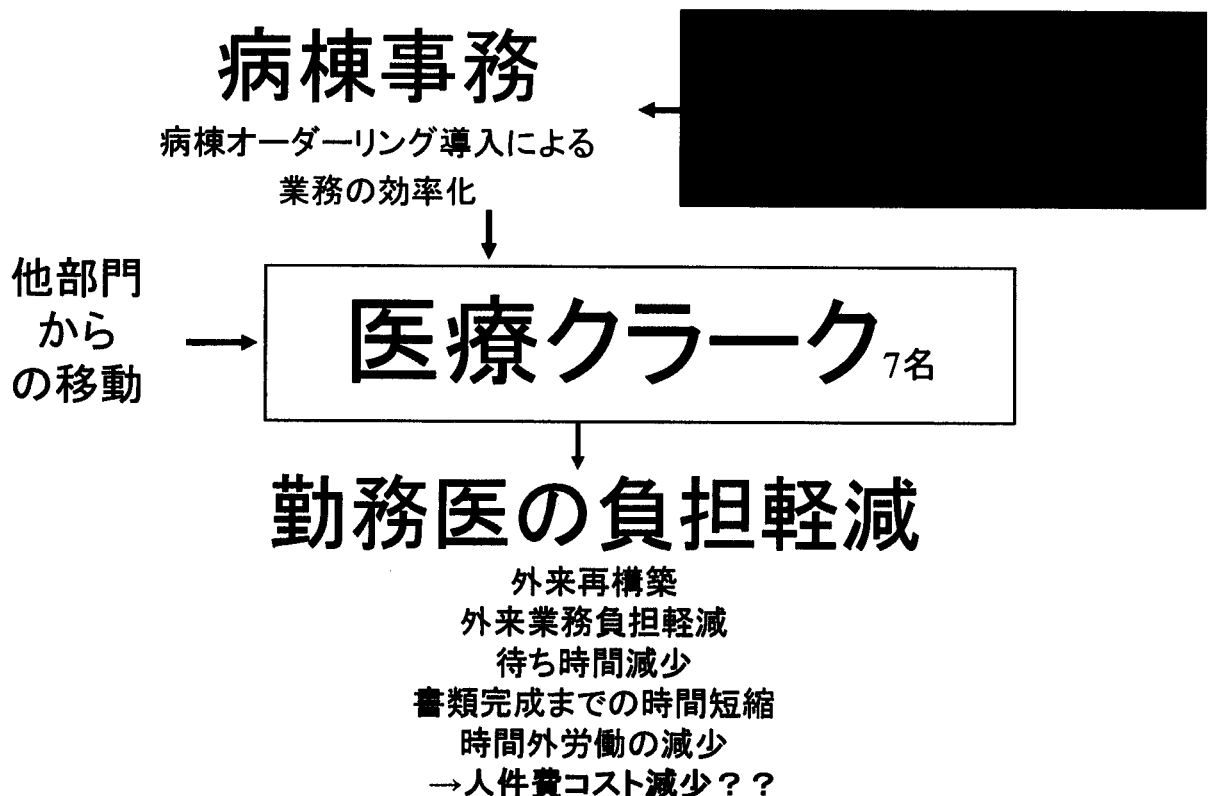 病棟事務
病棟オーダーリング導入による
業務の効率化
他部門
から
の移動
医療クラーク7名
勤務医の負担軽減
外来再構築
外来業務負担軽減
待ち時間減少
書類完成までの時間短縮
時間外労働の減少
→人件費コスト減少？？